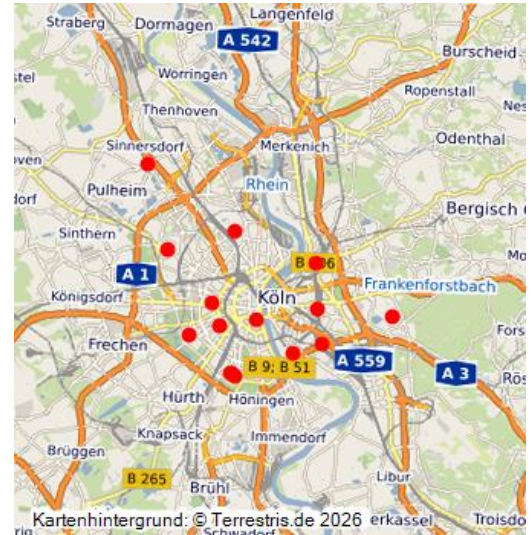 Straberg
Dormagen
Langenfeld
A 542
Burscheid -
Worringen
Ropenstall
Thenhoven
Sinnersdorf
Merkenich
Odenthal
Pulheim
Rhein
Bergisch
Sinthern
A 1
Frankenforstbach
Königsdorf
Köln
Frechen
B 9; B 51
A 559
A 3
Hürth
Höningen
Knapsack
Immendorf
Brüggen
B 265
Brühl
Libur
Kartenhintergrund: © Terrestris.de 2026
erkassel
Troisdo